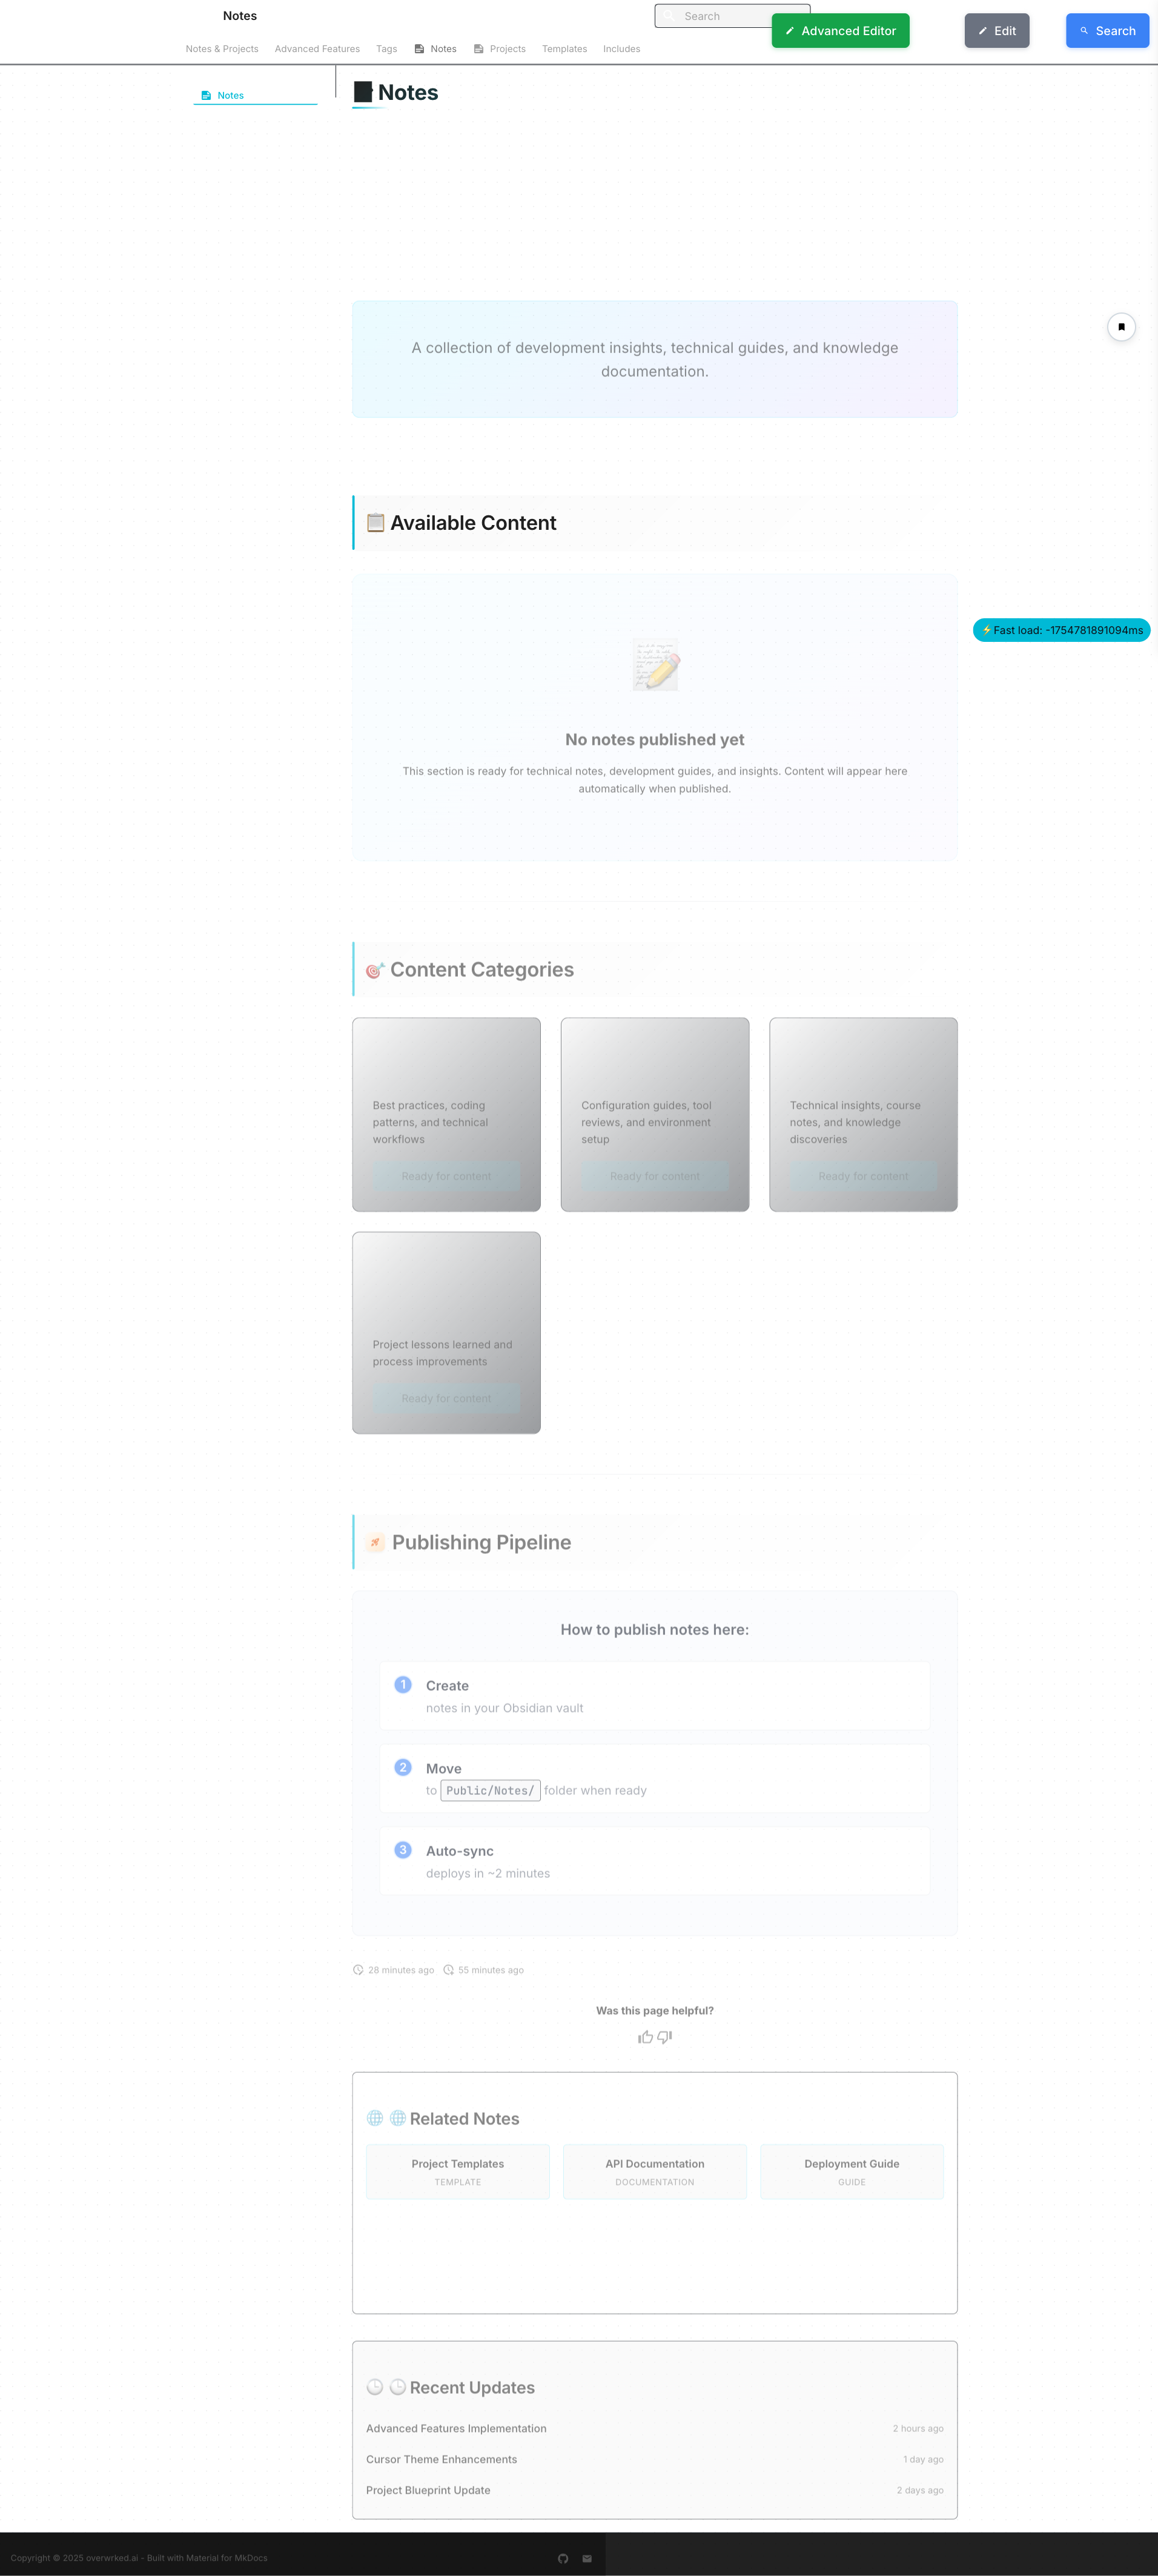 Notes
Search
Advanced Editor
Edit
Search
Notes & Projects
Advanced Features
Tags
Notes
Projects
Templates
Includes
Notes
Notes
A collection of development insights, technical guides, and knowledge
documentation.
Available Content
Fast load: -1754781891094ms
No notes published yet
This section is ready for technical notes, development guides, and insights. Content will appear here
automatically when published.
Content Categories
Best practices, coding
patterns, and technical
workflows
Ready for content
Configuration guides, tool
reviews, and environment
setup
Ready for content
Technical insights, course
notes, and knowledge
discoveries
Ready for content
Project lessons learned and
process improvements
Ready for content
Publishing Pipeline
How to publish notes here:
1
Create
notes in your Obsidian vault
2
Move
to Public/Notes/ folder when ready
3
Auto-sync
deploys in ~2 minutes
28 minutes ago
55 minutes ago
Was this page helpful?
Related Notes
Project Templates
TEMPLATE
API Documentation
DOCUMENTATION
Deployment Guide
GUIDE
Recent Updates
Advanced Features Implementation
2 hours ago
Cursor Theme Enhancements
1 day ago
Project Blueprint Update
2 days ago
Copyright © 2025 overwrked.ai - Built with Material for MkDocs